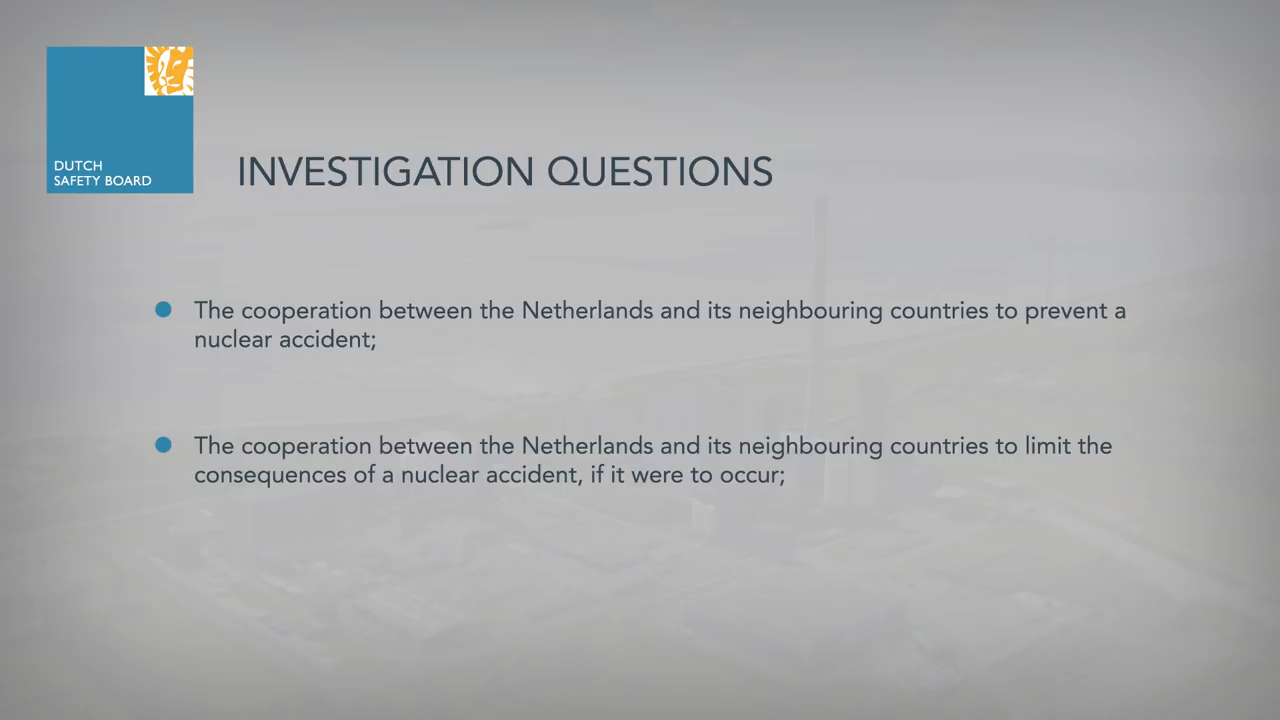 DUTCH
SAFETY BOARD
INVESTIGATION QUESTIONS
The cooperation between the Netherlands and its neighbouring countries to prevent a
nuclear accident;
The cooperation between the Netherlands and its neighbouring countries to limit the
consequences of a nuclear accident, if it were to occur;